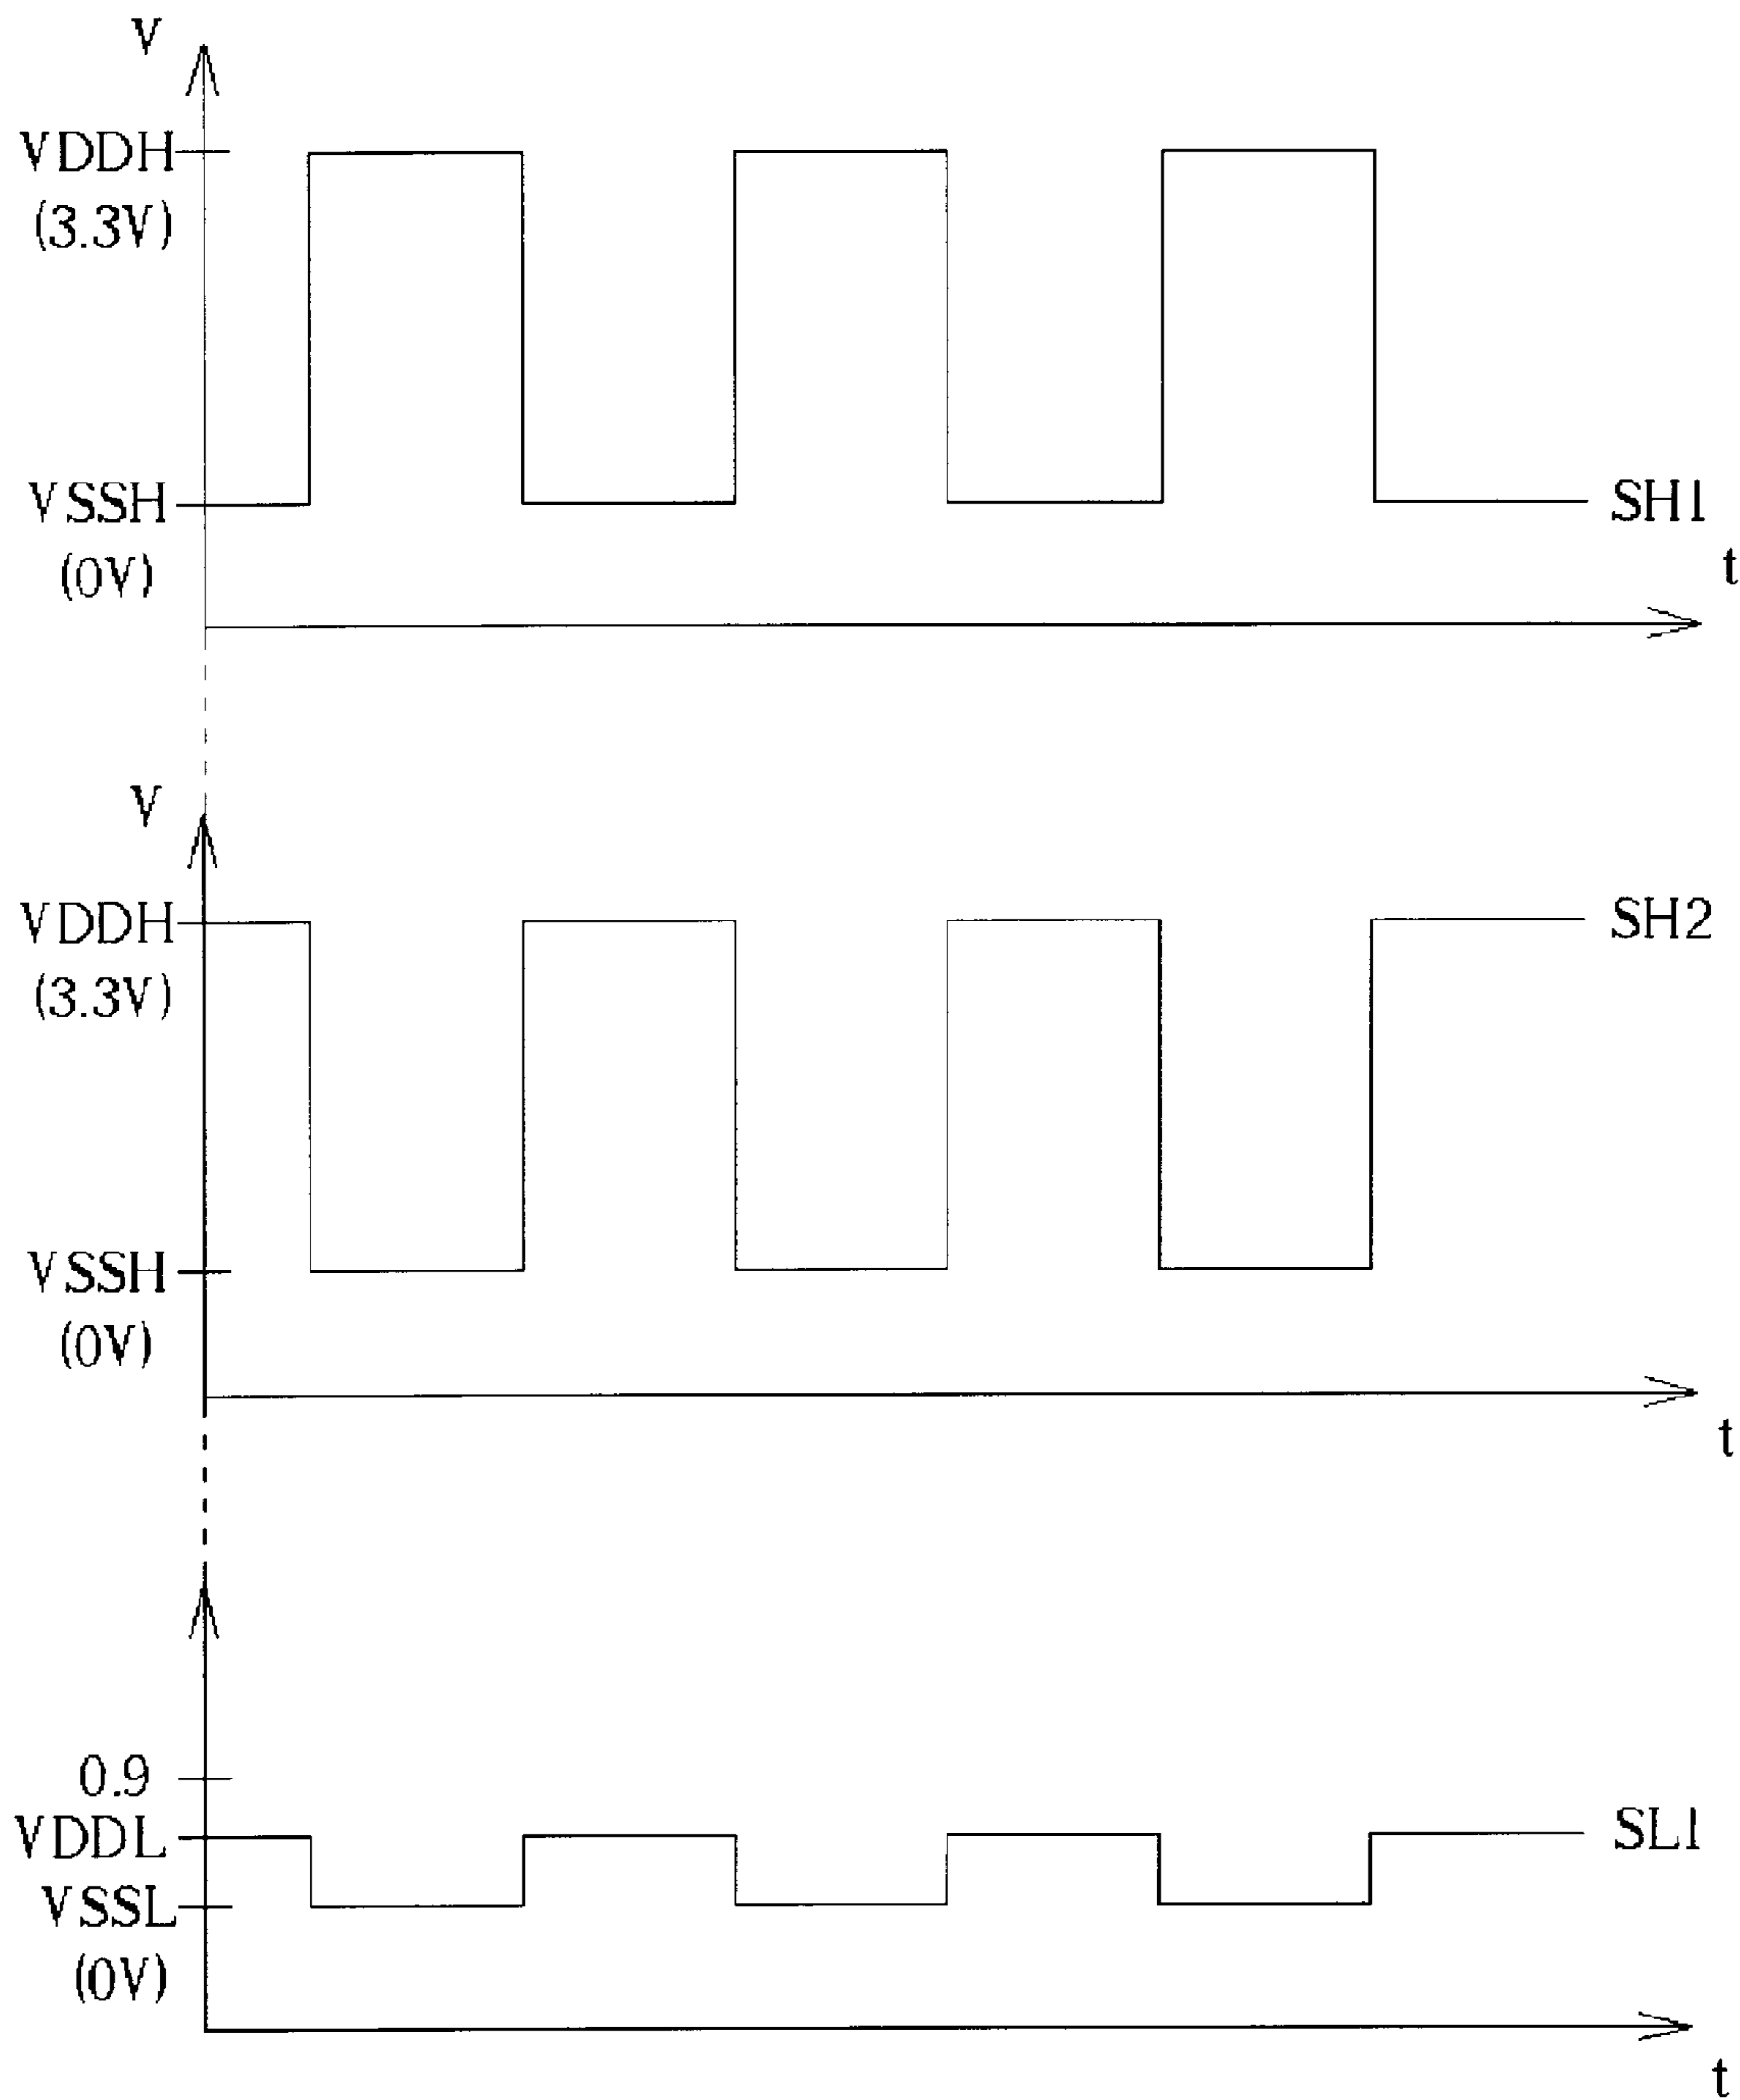 V
VDDH
(3.3V)
VSSH
(0V)
SH1
t
V
VDDH
(3.3V)
SH2
VSSH
(0V)
t
0.9
VDDL
SL1
VSSL
(0V)
t